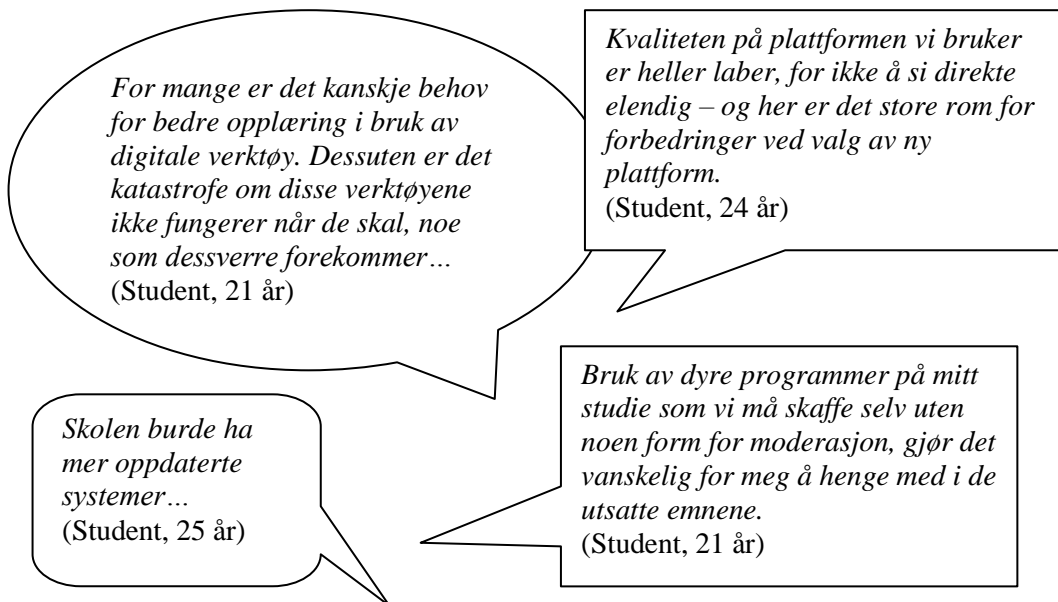 For mange er det kanskje behov
for bedre opplæring i bruk av
digitale verktøy. Dessuten er det
katastrofe om disse verktøyene
ikke fungerer når de skal, noe
som dessverre forekommer…
(Student, 21 år)
Kvaliteten på plattformen vi bruker
er heller laber, for ikke å si direkte
elendig – og her er det store rom for
forbedringer ved valg av ny
plattform.
(Student, 24 år)
Skolen burde ha
mer oppdaterte
systemer…
(Student, 25 år)
Bruk av dyre programmer på mitt
studie som vi må skaffe selv uten
noen form for moderasjon, gjør det
vanskelig for meg å henge med i de
utsatte emnene.
(Student, 21 år)